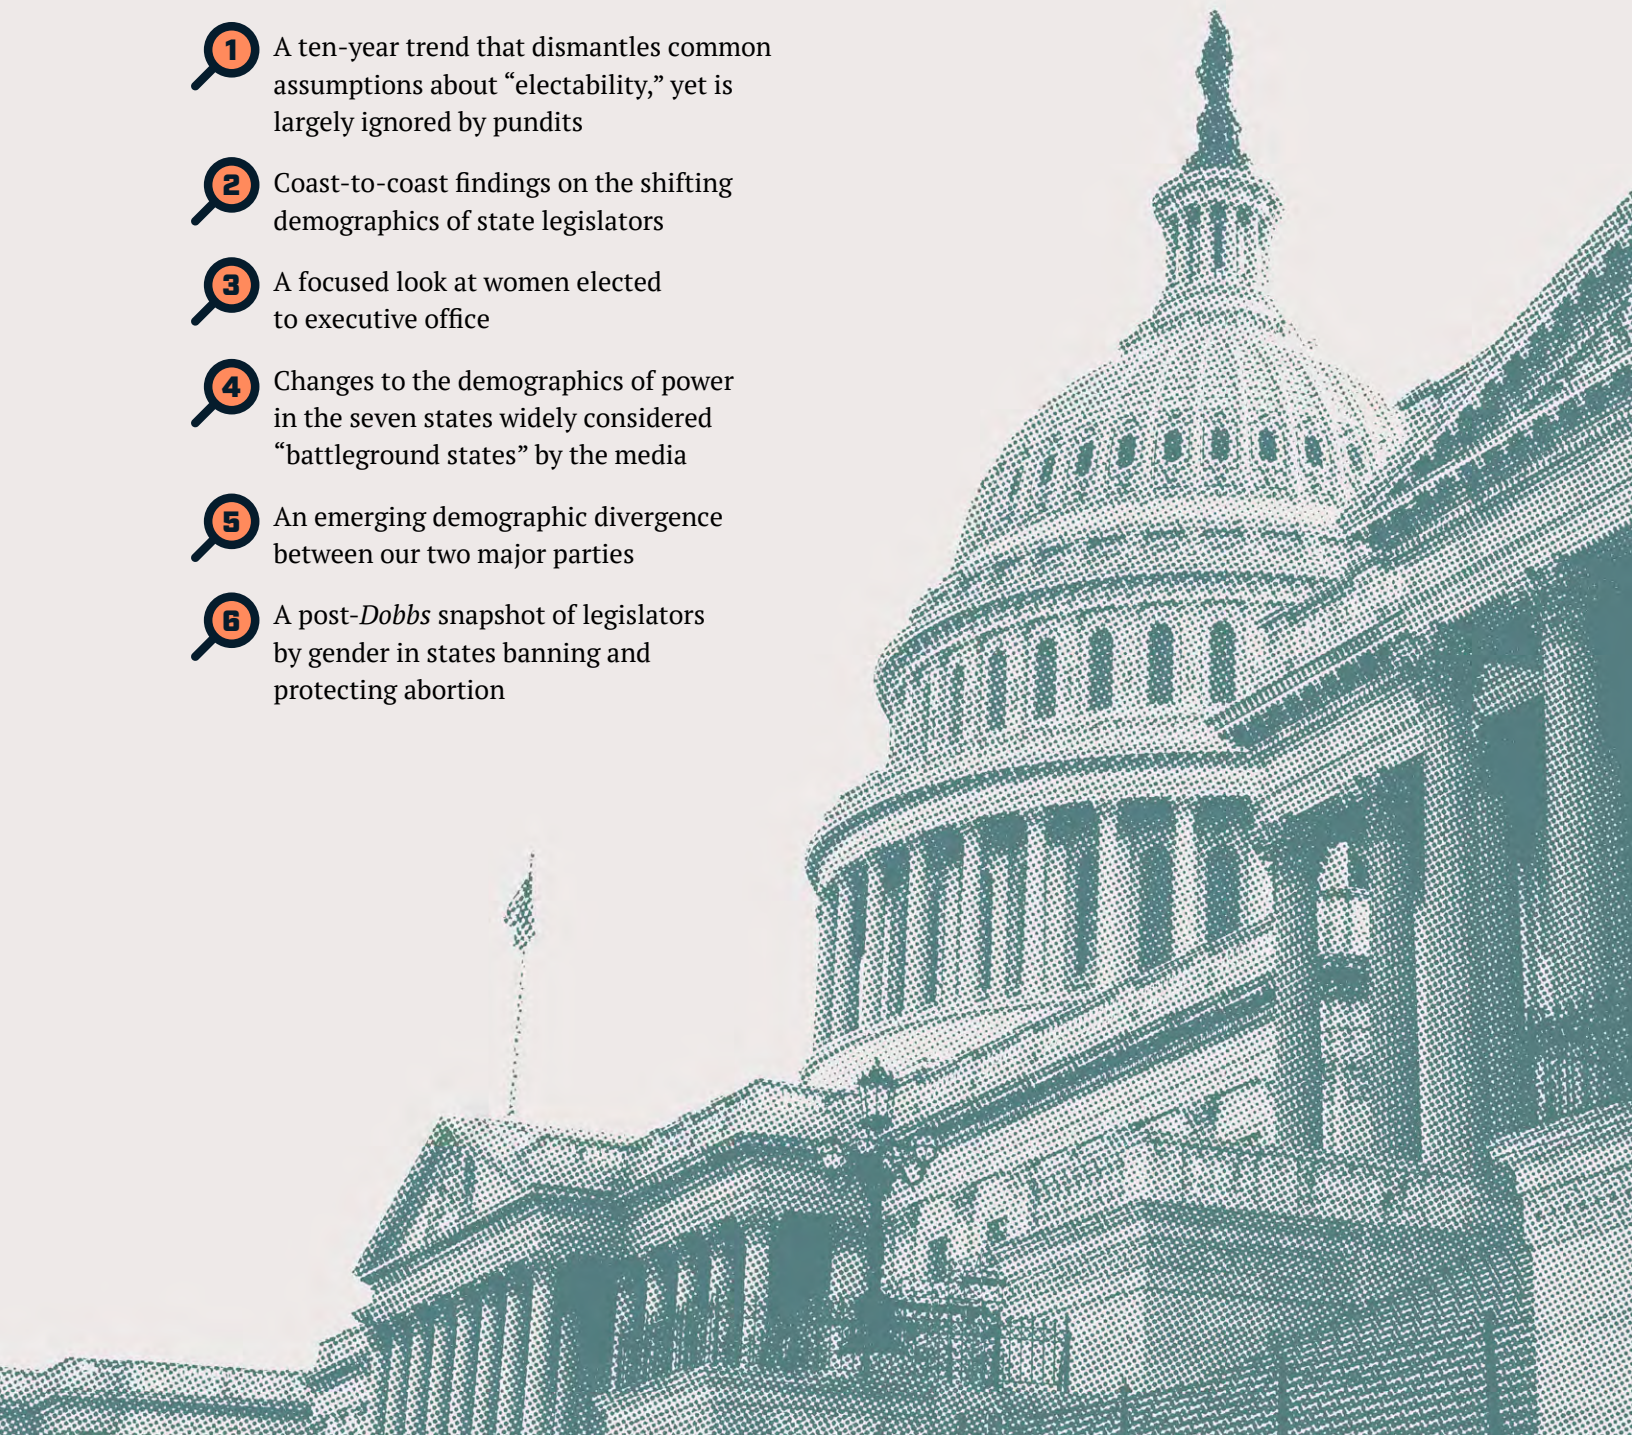 1 A ten-year trend that dismantles common
assumptions about “electability,” yet is
largely ignored by pundits
2 Coast-to-coast findings on the shifting
demographics of state legislators
3 A focused look at women elected
to executive office
4 Changes to the demographics of power
in the seven states widely considered
“battleground states” by the media
5 An emerging demographic divergence
between our two major parties
6 A post-Dobbs snapshot of legislators
by gender in states banning and
protecting abortion